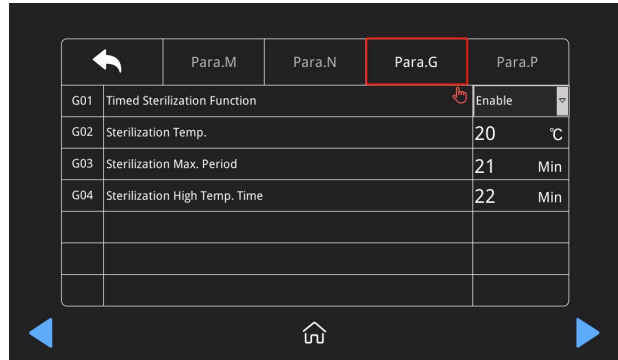 Para.M Para.N Para.G Para.P
G01 Timed Sterilization Function Enable
G02 Sterilization Temp. 20 ℃
G03 Sterilization Max. Period 21 Min
G04 Sterilization High Temp. Time 22 Min